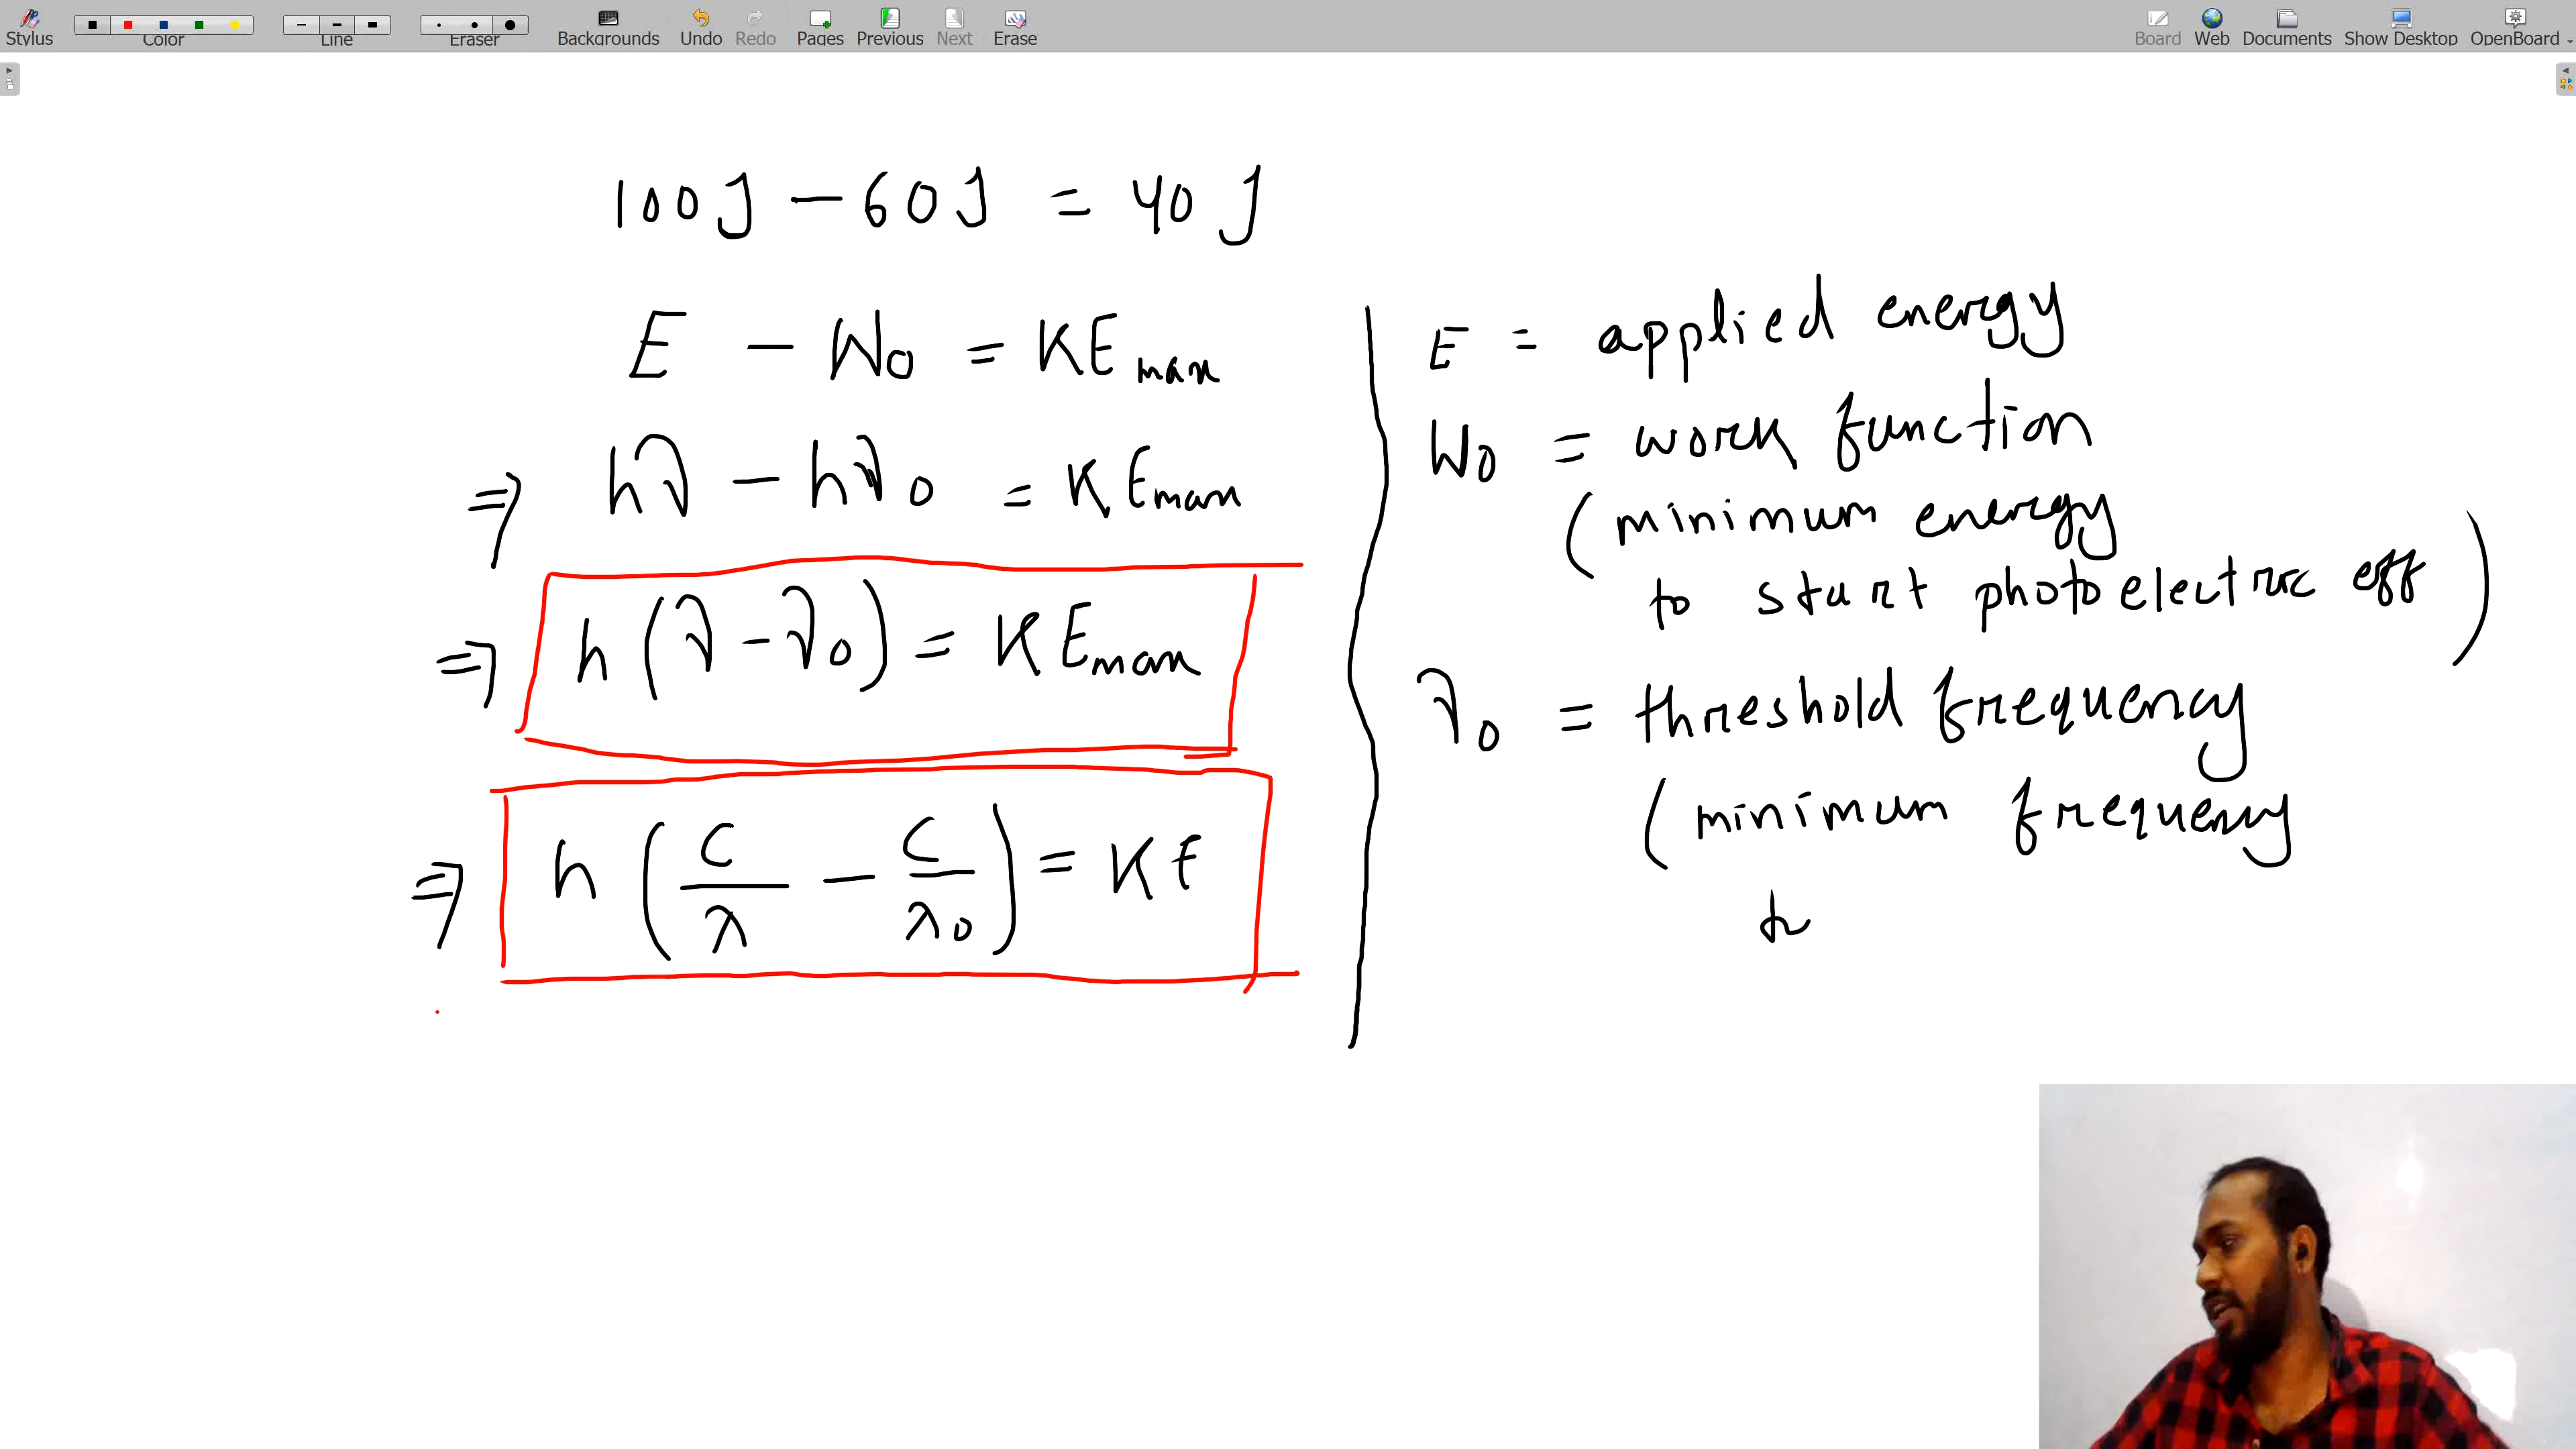 Stylus Color Line Eraser Backgrounds Undo Redo Pages Previous Next Erase Board Web Documents Show Desktop OpenBoard
100J − 60J = 40J
E − W₀ = KE max
⇒ hν − hν₀ = KEmax
⇒ h(ν − ν₀) = KEmax
⇒ h(c/λ − c/λ₀) = KE
E = applied energy
W₀ = work function
(minimum energy
to start photoelectric eff)
ν₀ = threshold frequency
(minimum frequency
to